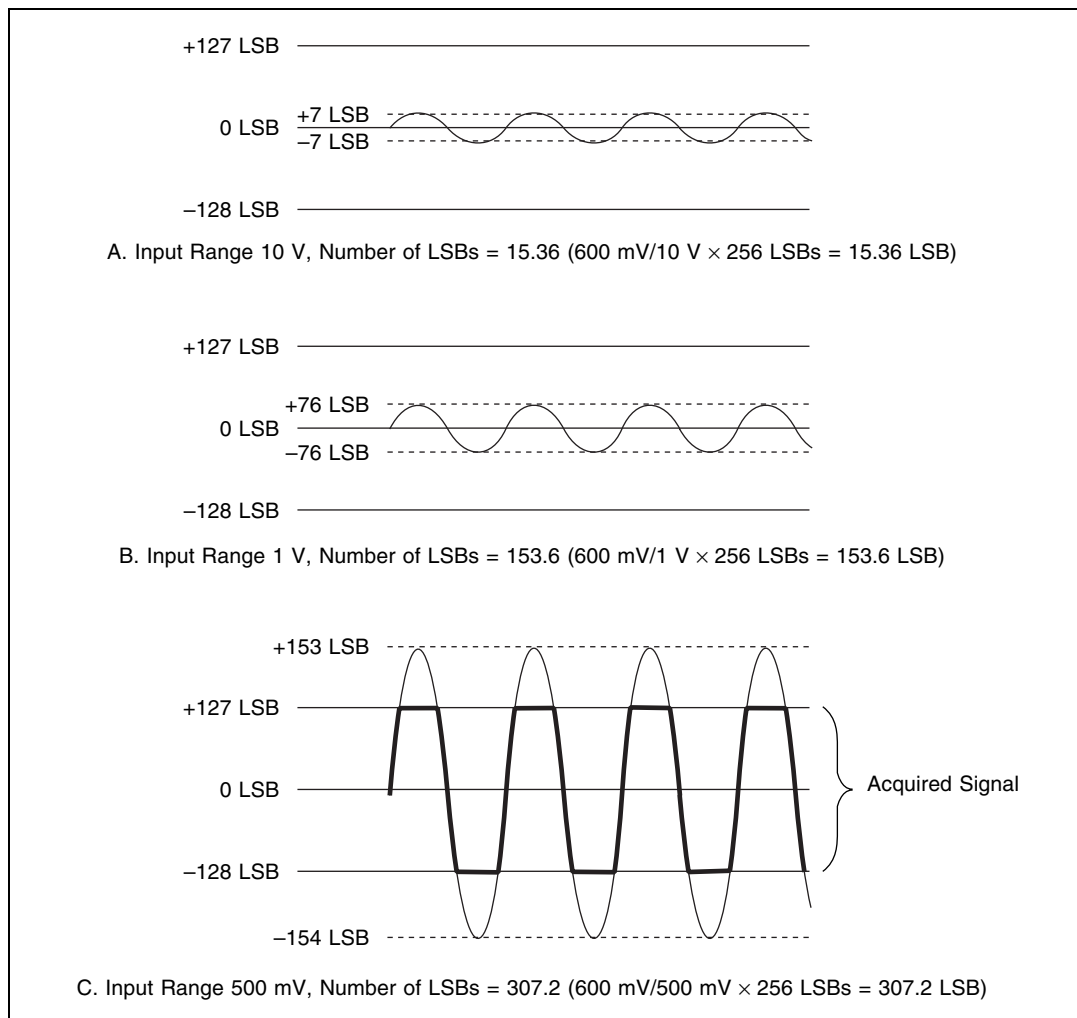 +127 LSB
+7 LSB
0 LSB
–7 LSB
–128 LSB
A. Input Range 10 V, Number of LSBs = 15.36 (600 mV/10 V × 256 LSBs = 15.36 LSB)
+127 LSB
+76 LSB
0 LSB
–76 LSB
–128 LSB
B. Input Range 1 V, Number of LSBs = 153.6 (600 mV/1 V × 256 LSBs = 153.6 LSB)
+153 LSB
+127 LSB
0 LSB
Acquired Signal
–128 LSB
–154 LSB
C. Input Range 500 mV, Number of LSBs = 307.2 (600 mV/500 mV × 256 LSBs = 307.2 LSB)